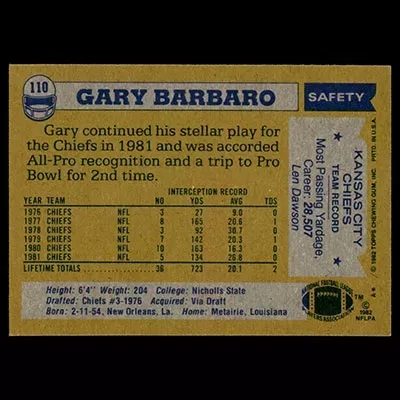 110
GARY BARBARO
SAFETY
Gary continued his stellar play for
the Chiefs in 1981 and was accorded
All-Pro recognition and a trip to Pro
Bowl for 2nd time.
INTERCEPTION RECORD
YEAR TEAM NO YDS AVG TDS
1976 CHIEFS NFL 3 27 9.0 0
1977 CHIEFS NFL 8 165 20.6 1
1978 CHIEFS NFL 3 92 30.7 0
1979 CHIEFS NFL 7 142 20.3 1
1980 CHIEFS NFL 10 163 16.3 0
1981 CHIEFS NFL 5 134 26.8 0
LIFETIME TOTALS 36 723 20.1 2
Height: 6'4" Weight: 204 College: Nicholls State
Drafted: Chiefs #3-1976 Acquired: Via Draft
Born: 2-11-54, New Orleans, La. Home: Metairie, Louisiana
KANSAS CITY
CHIEFS
TEAM RECORD
Most Passing Yardage,
Career: 28,507
Len Dawson
© 1982 TOPPS CHEWING GUM, INC. PRTD. IN U.S.A.
A★
NATIONAL FOOTBALL LEAGUE
PLAYERS ASSOCIATION
TM
©
1982
NFLPA